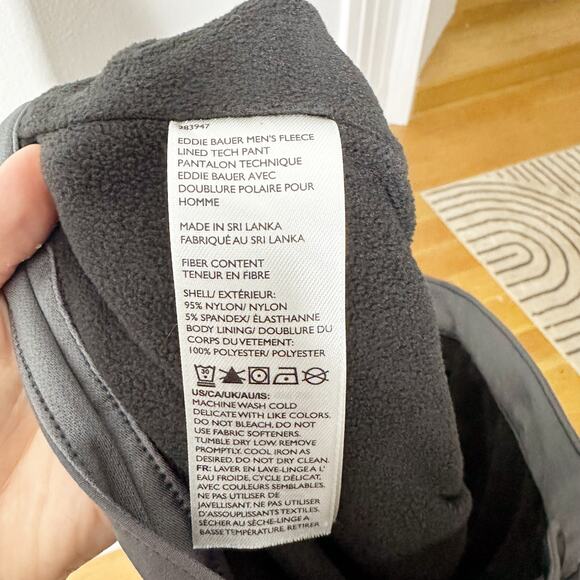 283947
EDDIE BAUER MEN'S FLEECE
LINED TECH PANT
PANTALON TECHNIQUE
EDDIE BAUER AVEC
DOUBLURE POLAIRE POUR
HOMME
MADE IN SRI LANKA
FABRIQUÉ AU SRI LANKA
FIBER CONTENT
TENEUR EN FIBRE
SHELL/ EXTÉRIEUR:
95% NYLON/ NYLON
5% SPANDEX/ ÉLASTHANNE
BODY LINING/ DOUBLURE DU
CORPS DU VETEMENT:
100% POLYESTER/ POLYESTER
30
US/CA/UK/AU/IS:
MACHINE WASH COLD
DELICATE WITH LIKE COLORS.
DO NOT BLEACH, DO NOT
USE FABRIC SOFTENERS.
TUMBLE DRY LOW. REMOVE
PROMPTLY. COOL IRON AS
DESIRED. DO NOT DRY CLEAN.
FR: LAVER EN LAVE-LINGE A L'
EAU FROIDE, CYCLE DÉLICAT,
AVEC COULEURS SEMBLABLES.
NE PAS UTILISER DE
JAVELLISANT. NE PAS UTILISER
D'ASSOUPLISSANTS TEXTILES.
SÉCHER AU SÈCHE-LINGE A
BASSE TEMPÉRATURE. RETIRER